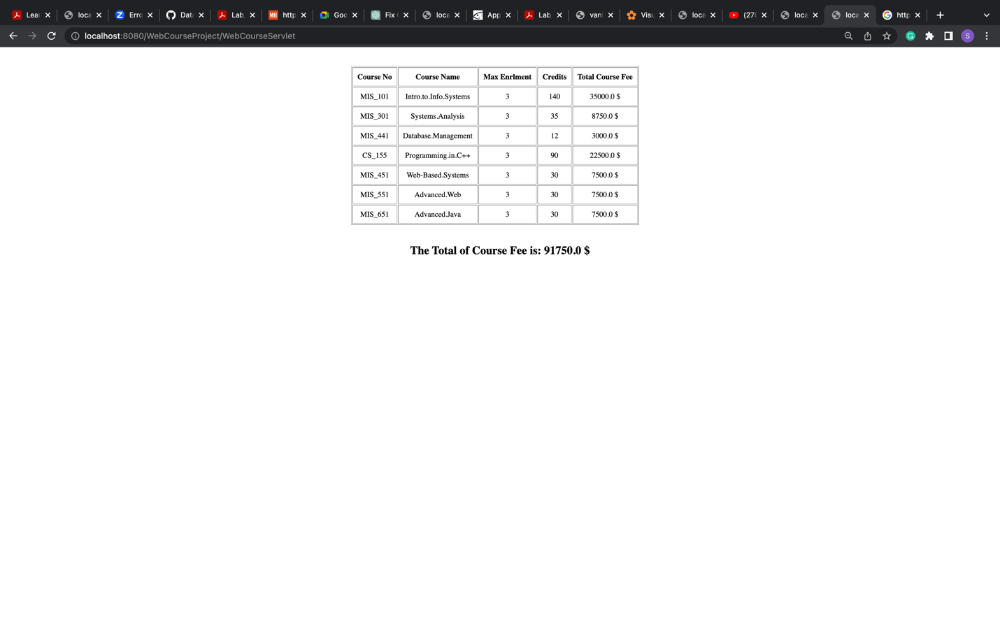 Lear loca Erro Dat Lab MII http Goo Fix loca App Lab vani Visu loca (278 loca loca http
localhost:8080/WebCourseProject/WebCourseServlet S
Course No Course Name Max Enrlment Credits Total Course Fee
MIS_101 Intro.to.Info.Systems 3 140 35000.0 $
MIS_301 Systems.Analysis 3 35 8750.0 $
MIS_441 Database.Management 3 12 3000.0 $
CS_155 Programming.in.C++ 3 90 22500.0 $
MIS_451 Web-Based.Systems 3 30 7500.0 $
MIS_551 Advanced.Web 3 30 7500.0 $
MIS_651 Advanced.Java 3 30 7500.0 $
The Total of Course Fee is: 91750.0 $